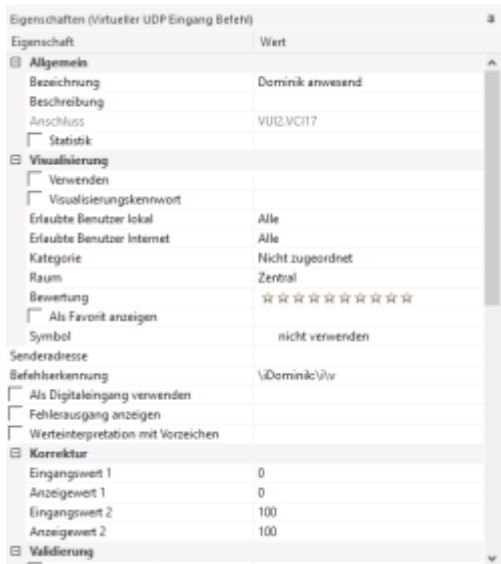 Eigenschaften (Virtueller UDP Eingang Befehl)
Eigenschaft Wert
Allgemein
Bezeichnung Dominik anwesend
Beschreibung
Anschluss VUI2.VCI17
Statistik
Visualisierung
Verwenden
Visualisierungskennwort
Erlaubte Benutzer lokal Alle
Erlaubte Benutzer Internet Alle
Kategorie Nicht zugeordnet
Raum Zentral
Bewertung
Als Favorit anzeigen
Symbol nicht verwenden
Senderadresse
Befehlserkennung \iDominik:\i\v
Als Digitaleingang verwenden
Fehlerausgang anzeigen
Werteinterpretation mit Vorzeichen
Korrektur
Eingangswert 1 0
Anzeigewert 1 0
Eingangswert 2 100
Anzeigewert 2 100
Validierung